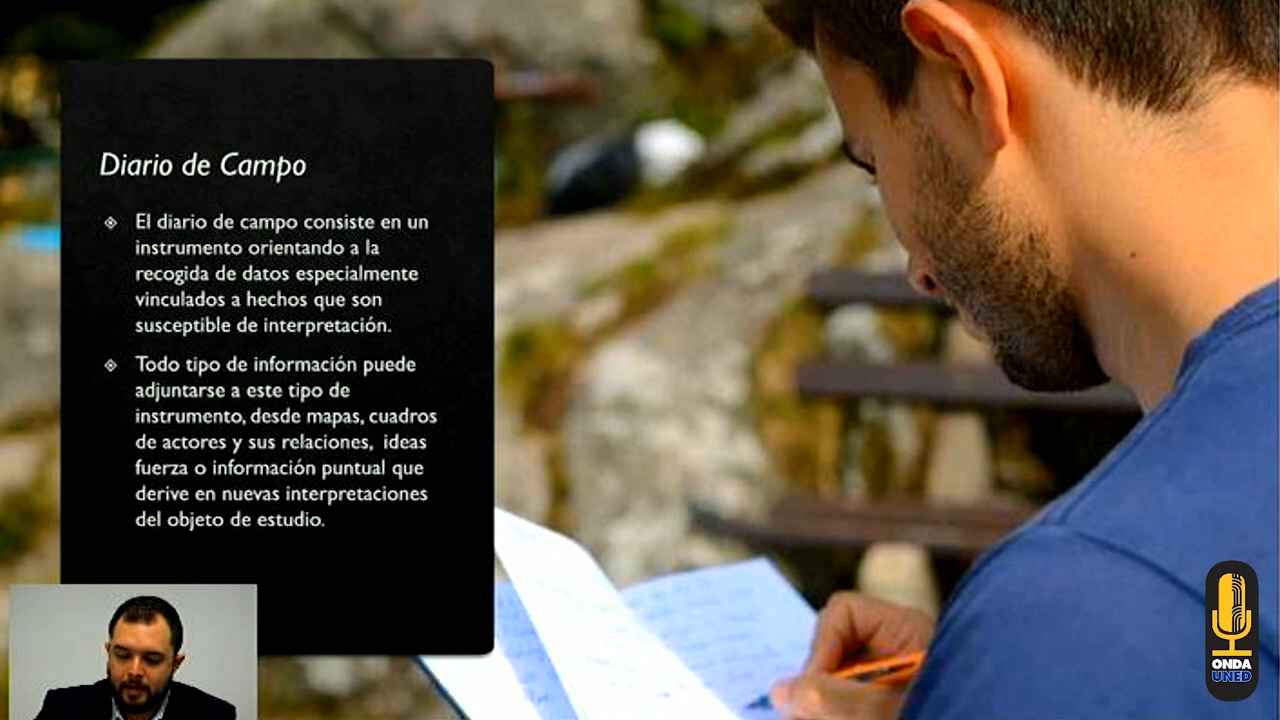 Diario de Campo
El diario de campo consiste en un
instrumento orientando a la
recogida de datos especialmente
vinculados a hechos que son
susceptible de interpretación.
Todo tipo de información puede
adjuntarse a este tipo de
instrumento, desde mapas, cuadros
de actores y sus relaciones, ideas
fuerza o información puntual que
derive en nuevas interpretaciones
del objeto de estudio.
ONDA
UNED